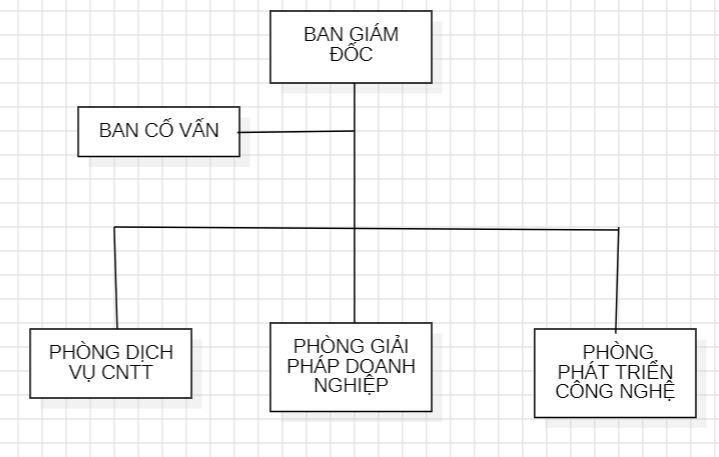 BAN GIÁM
ĐỐC
BAN CỐ VẤN
PHÒNG DỊCH
VỤ CNTT
PHÒNG GIẢI
PHÁP DOANH
NGHIỆP
PHÒNG
PHÁT TRIỂN
CÔNG NGHỆ